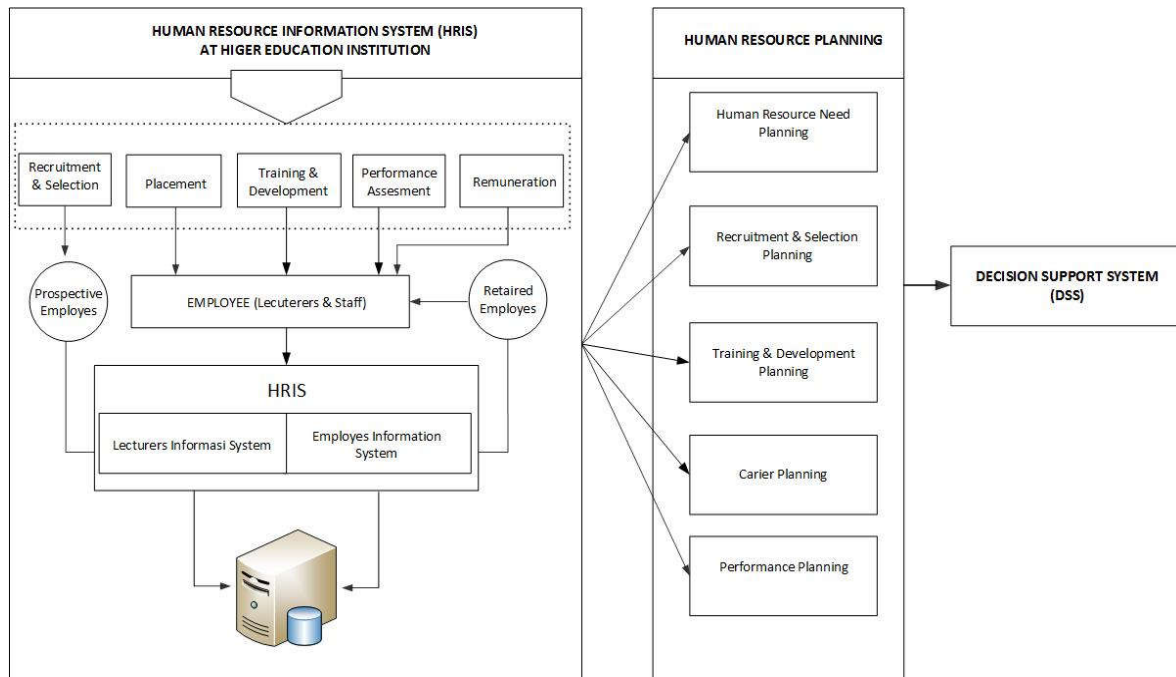 HUMAN RESOURCE INFORMATION SYSTEM (HRIS)
AT HIGER EDUCATION INSTITUTION
Recruitment
& Selection
Placement
Training &
Development
Performance
Assesment
Remuneration
Prospective
Employes
EMPLOYEE (Lecuterers & Staff)
Retaired
Employes
HRIS
Lecturers Informasi System
Employes Information
System
HUMAN RESOURCE PLANNING
Human Resource Need
Planning
Recruitment & Selection
Planning
Training & Development
Planning
Carier Planning
Performance Planning
DECISION SUPPORT SYSTEM
(DSS)